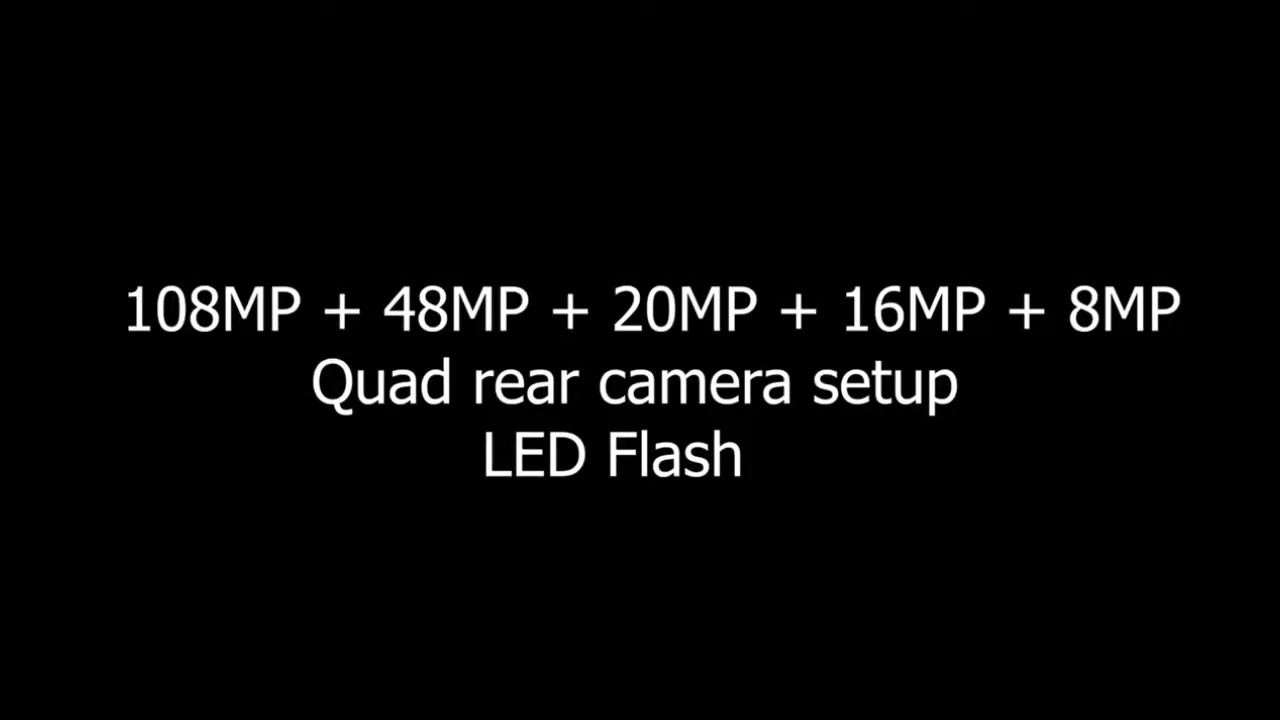 108MP + 48MP + 20MP + 16MP + 8MP
Quad rear camera setup
LED Flash